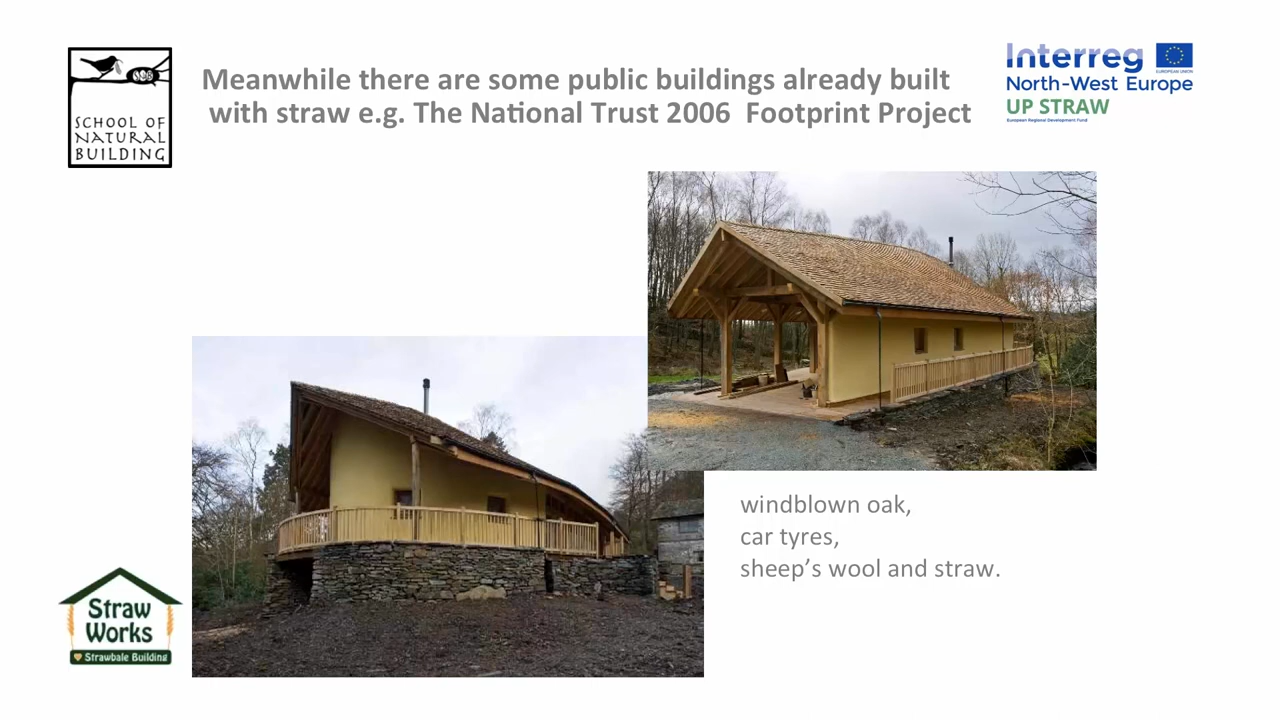 Meanwhile there are some public buildings already built
with straw e.g. The National Trust 2006 Footprint Project
SNB
SCHOOL OF
NATURAL
BUILDING
Interreg
EUROPEAN UNION
North-West Europe
UP STRAW
European Regional Development Fund
windblown oak,
car tyres,
sheep’s wool and straw.
Straw
Works
Strawbale Building